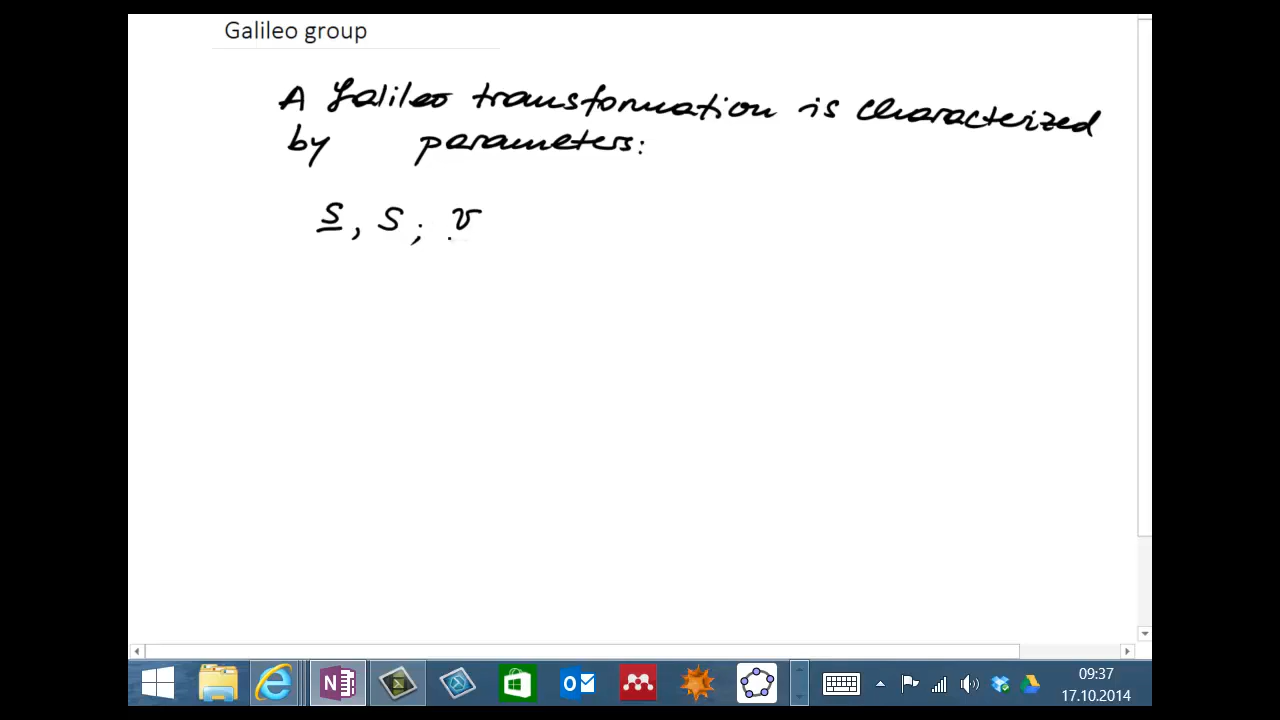 Galileo group
A Galileo transformation is characterized
by parameters:
s, s; v
09:37
17.10.2014